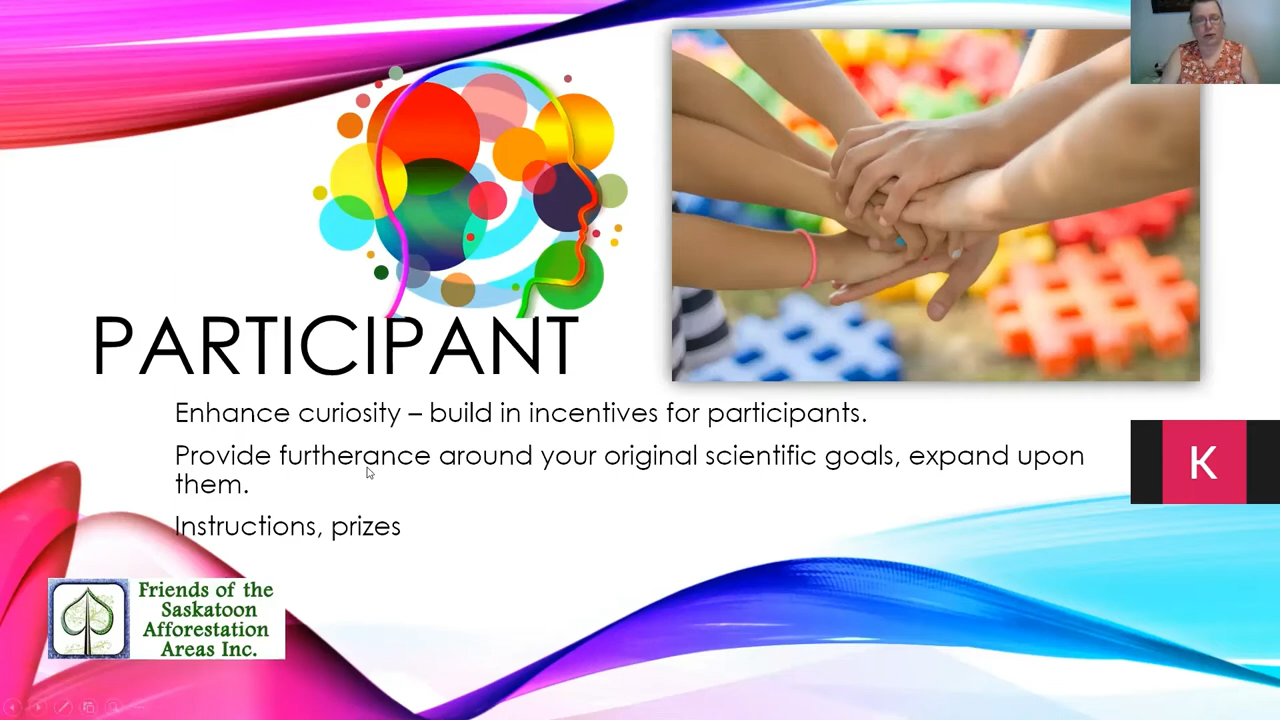 PARTICIPANT
Enhance curiosity – build in incentives for participants.
Provide furtherance around your original scientific goals, expand upon
them.
Instructions, prizes
K
Friends of the
Saskatoon
Afforestation
Areas Inc.